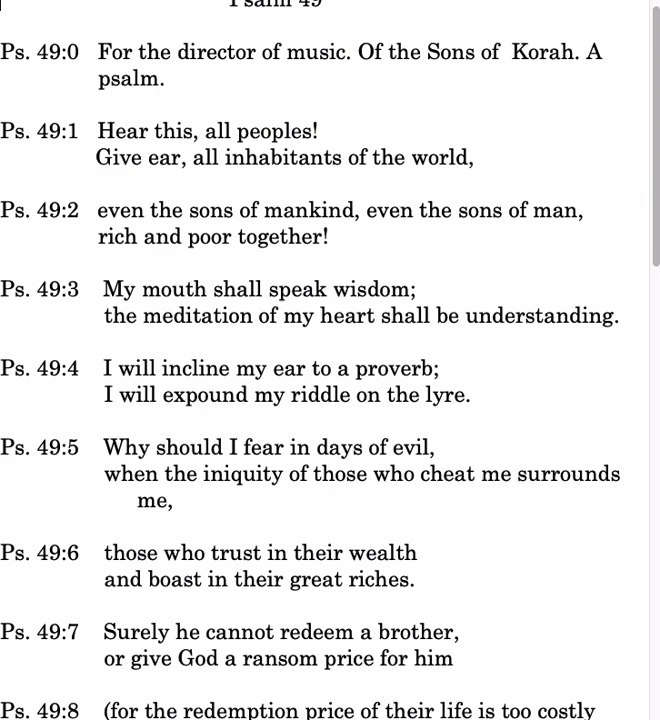 Psalm 49
Ps. 49:0 For the director of music. Of the Sons of Korah. A
psalm.
Ps. 49:1 Hear this, all peoples!
Give ear, all inhabitants of the world,
Ps. 49:2 even the sons of mankind, even the sons of man,
rich and poor together!
Ps. 49:3 My mouth shall speak wisdom;
the meditation of my heart shall be understanding.
Ps. 49:4 I will incline my ear to a proverb;
I will expound my riddle on the lyre.
Ps. 49:5 Why should I fear in days of evil,
when the iniquity of those who cheat me surrounds
me,
Ps. 49:6 those who trust in their wealth
and boast in their great riches.
Ps. 49:7 Surely he cannot redeem a brother,
or give God a ransom price for him
Ps. 49:8 (for the redemption price of their life is too costly